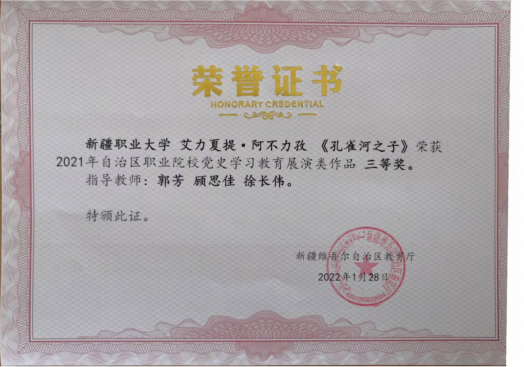 荣誉证书
HONORARY CREDENTIAL
新疆职业大学 艾力夏提·阿不力孜 《孔雀河之子》荣获
2021年自治区职业院校党史学习教育展演类作品 三等奖。
指导教师：郭芳 顾思佳 徐长伟。
特颁此证。
新疆维吾尔自治区教育厅
2022年1月28日